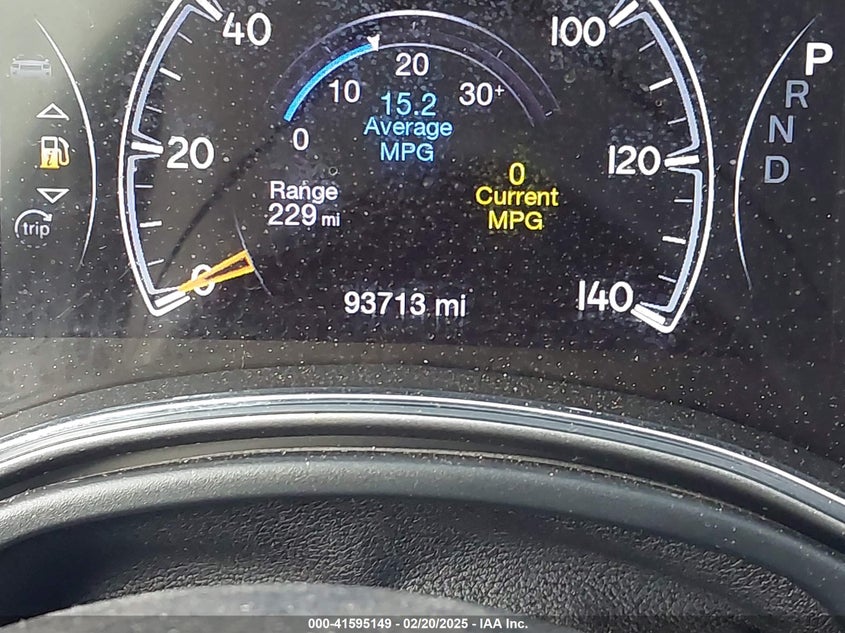 40
100
P
20
R
10
30+
15.2
N
Average
0
20
120
MPG
D
0
Range
Current
229 mi
MPG
trip
0
93713 mi
140
000-41595149 - 02/20/2025 - IAA Inc.